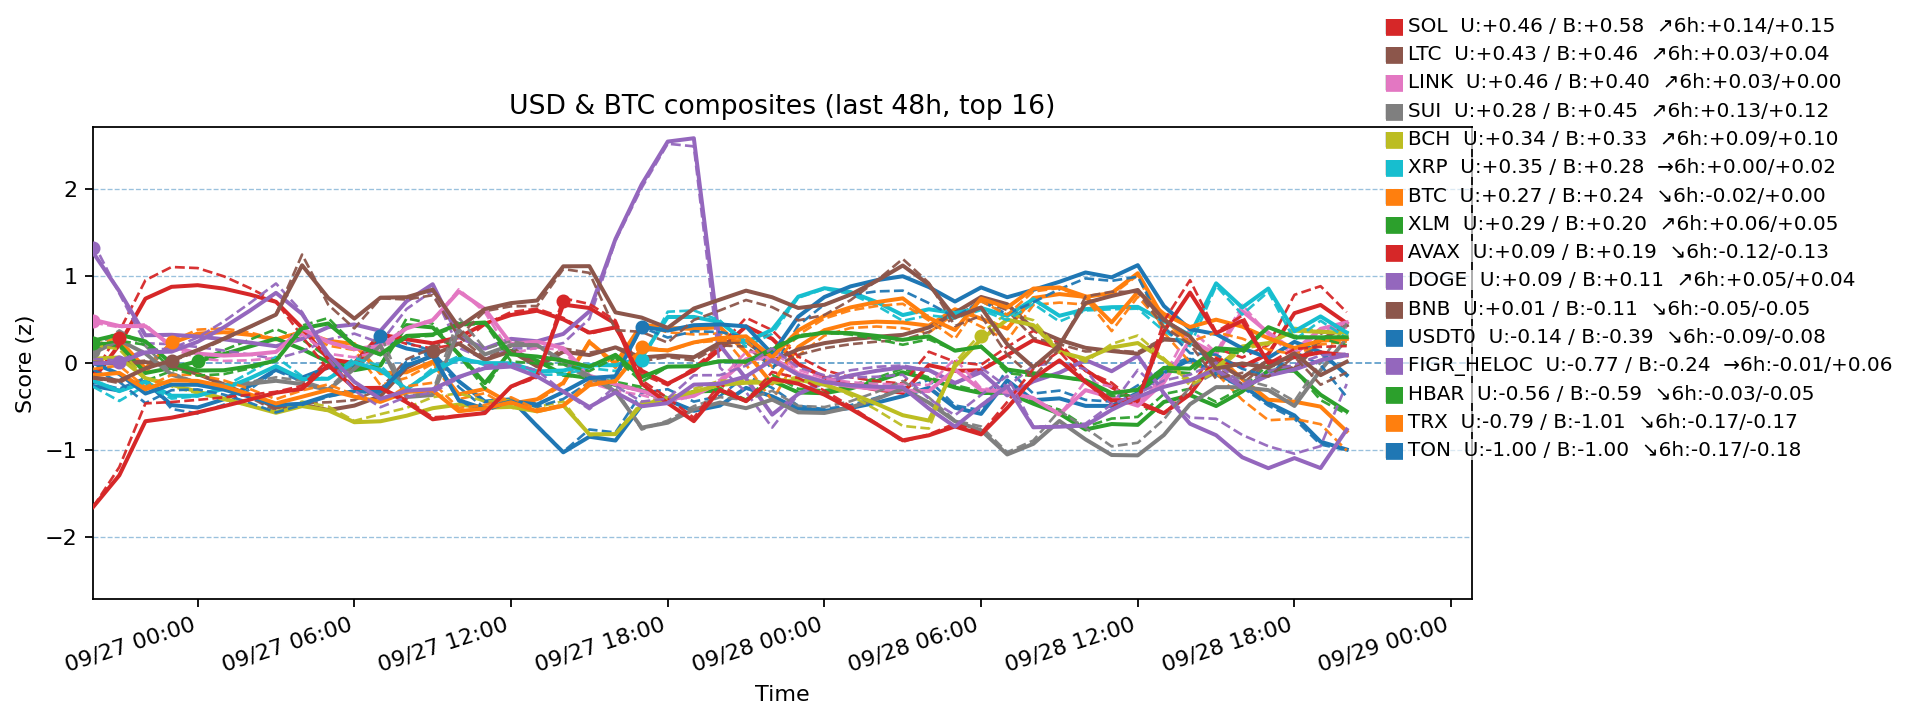 SOL U:+0.46 / B:+0.58 ↗6h:+0.14/+0.15
LTC U:+0.43 / B:+0.46 ↗6h:+0.03/+0.04
LINK U:+0.46 / B:+0.40 ↗6h:+0.03/+0.00
SUI U:+0.28 / B:+0.45 ↗6h:+0.13/+0.12
BCH U:+0.34 / B:+0.33 ↗6h:+0.09/+0.10
XRP U:+0.35 / B:+0.28 →6h:+0.00/+0.02
BTC U:+0.27 / B:+0.24 ↘6h:-0.02/+0.00
XLM U:+0.29 / B:+0.20 ↗6h:+0.06/+0.05
AVAX U:+0.09 / B:+0.19 ↘6h:-0.12/-0.13
DOGE U:+0.09 / B:+0.11 ↗6h:+0.05/+0.04
BNB U:+0.01 / B:-0.11 ↘6h:-0.05/-0.05
USDT0 U:-0.14 / B:-0.39 ↘6h:-0.09/-0.08
FIGR_HELOC U:-0.77 / B:-0.24 →6h:-0.01/+0.06
HBAR U:-0.56 / B:-0.59 ↘6h:-0.03/-0.05
TRX U:-0.79 / B:-1.01 ↘6h:-0.17/-0.17
TON U:-1.00 / B:-1.00 ↘6h:-0.17/-0.18
USD & BTC composites (last 48h, top 16)
Score (z)
2
1
0
−1
−2
09/27 00:00
09/27 06:00
09/27 12:00
09/27 18:00
09/28 00:00
09/28 06:00
09/28 12:00
09/28 18:00
09/29 00:00
Time